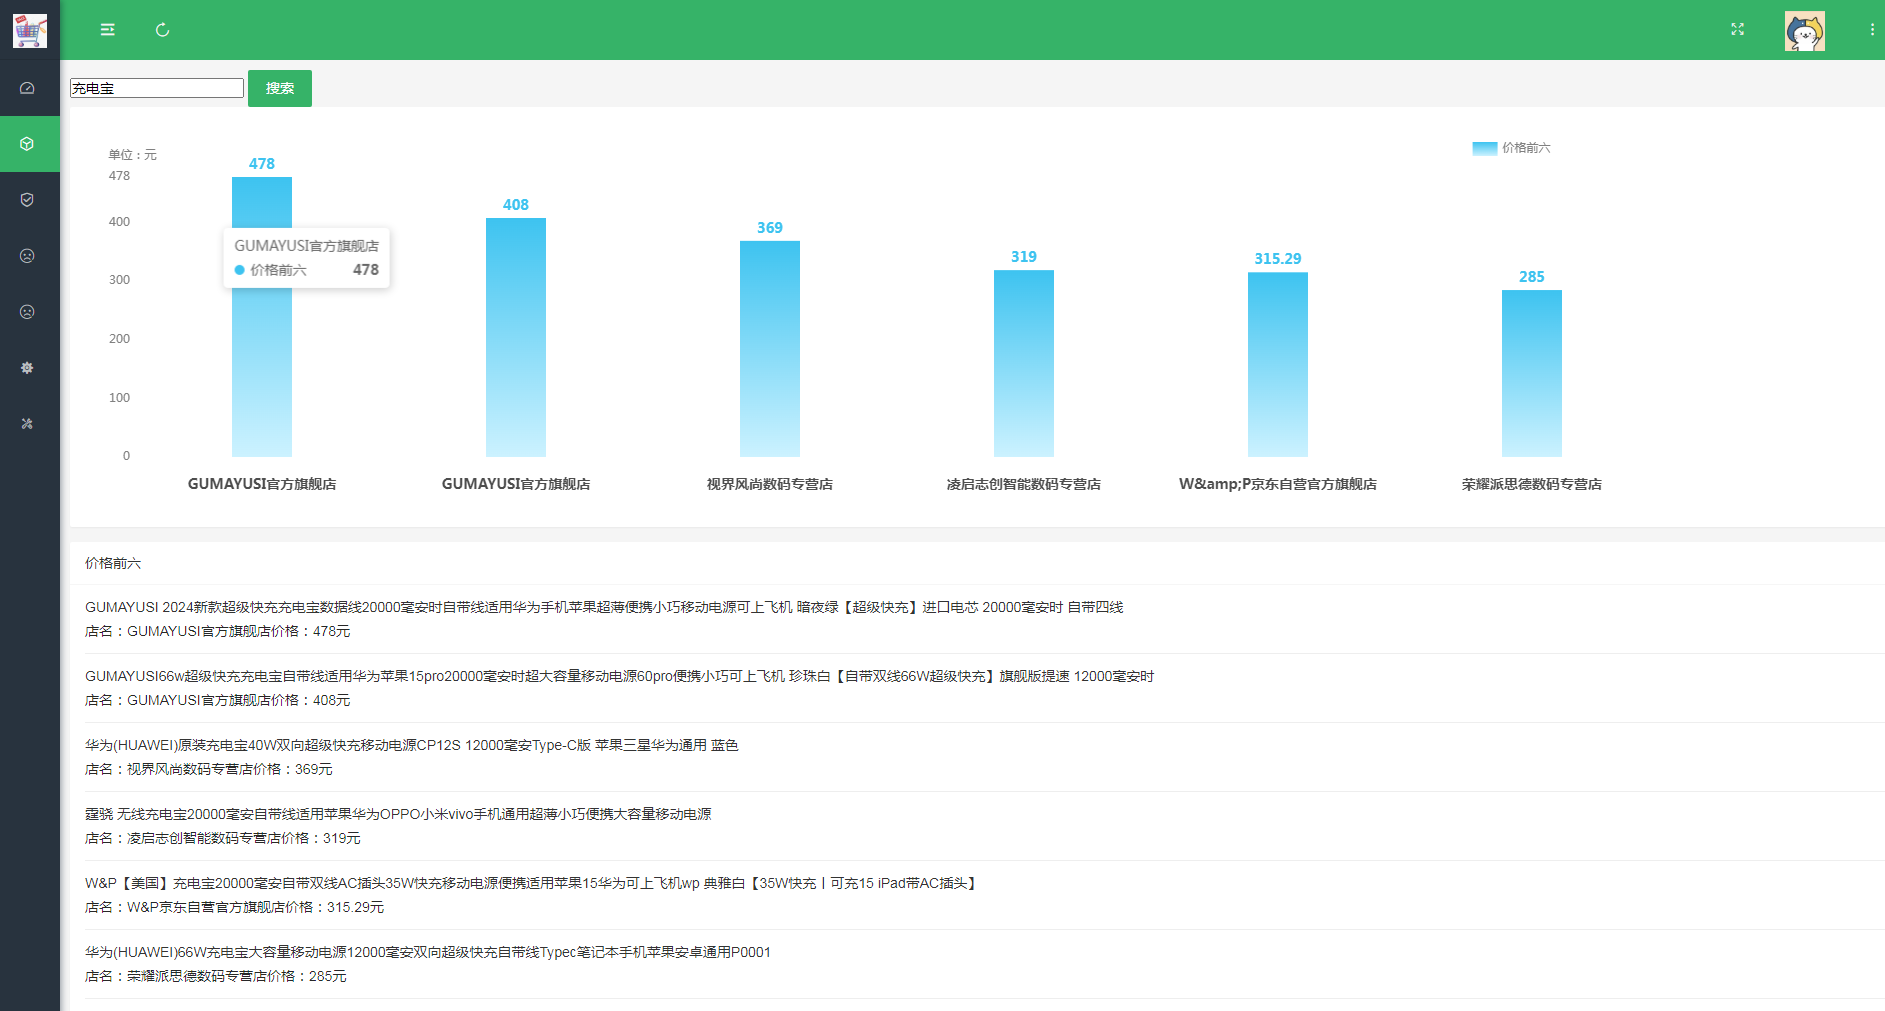 充电宝 搜索
单位：元
价格前六
478
400
300
200
100
0
478
408
369
319
315.29
285
GUMAYUSI官方旗舰店
价格前六 478
GUMAYUSI官方旗舰店
GUMAYUSI官方旗舰店
视界风尚数码专营店
凌启志创智能数码专营店
W&amp;P京东自营官方旗舰店
荣耀派思德数码专营店
价格前六
GUMAYUSI 2024新款超级快充充电宝数据线20000毫安时自带线适用华为手机苹果超薄便携小巧移动电源可上飞机 暗夜绿【超级快充】进口电芯 20000毫安时 自带四线
店名：GUMAYUSI官方旗舰店价格：478元
GUMAYUSI66w超级快充充电宝自带线适用华为苹果15pro20000毫安时超大容量移动电源60pro便携小巧可上飞机 珍珠白【自带双线66W超级快充】旗舰版提速 12000毫安时
店名：GUMAYUSI官方旗舰店价格：408元
华为(HUAWEI)原装充电宝40W双向超级快充移动电源CP12S 12000毫安Type-C版 苹果三星华为通用 蓝色
店名：视界风尚数码专营店价格：369元
霆骁 无线充电宝20000毫安自带线适用苹果华为OPPO小米vivo手机通用超薄小巧便携大容量移动电源
店名：凌启志创智能数码专营店价格：319元
W&P【美国】充电宝20000毫安自带双线AC插头35W快充移动电源便携适用苹果15华为可上飞机wp 典雅白【35W快充丨可充15 iPad带AC插头】
店名：W&P京东自营官方旗舰店价格：315.29元
华为(HUAWEI)66W充电宝大容量移动电源12000毫安双向超级快充自带线Typec笔记本手机苹果安卓通用P0001
店名：荣耀派思德数码专营店价格：285元